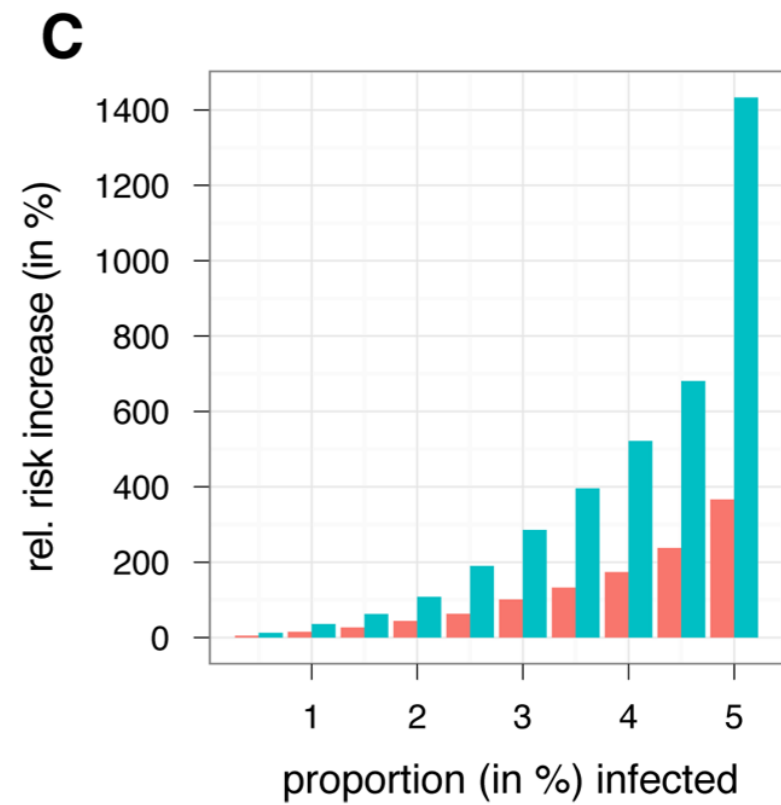 C
rel. risk increase (in %)
1400
1200
1000
800
600
400
200
0
1 2 3 4 5
proportion (in %) infected